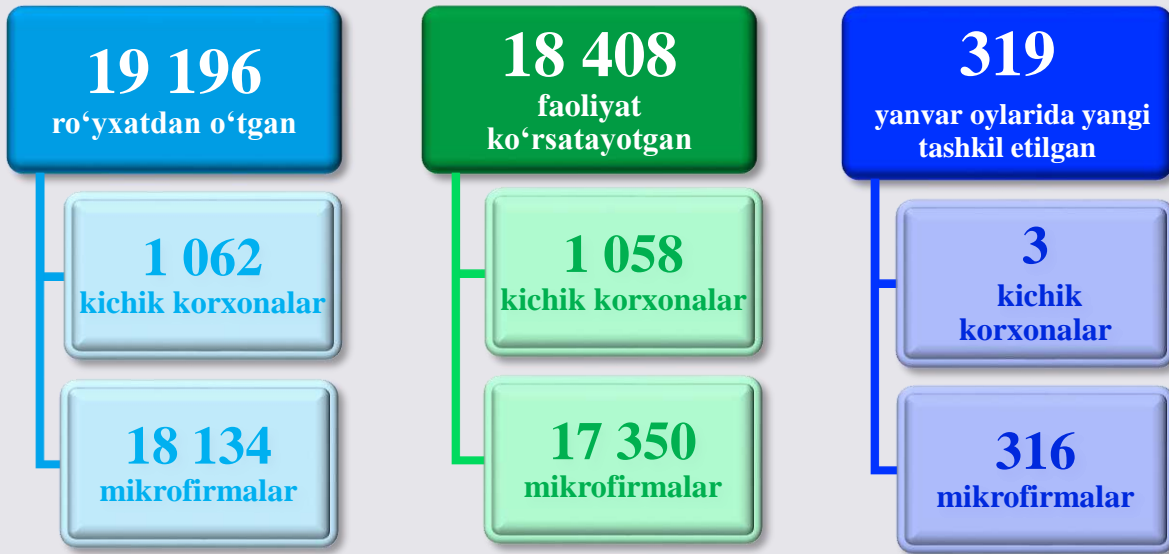 19 196
ro‘yxatdan o‘tgan
1 062
kichik korxonalar
18 134
mikrofirmalar
18 408
faoliyat
ko‘rsatayotgan
1 058
kichik korxonalar
17 350
mikrofirmalar
319
yanvar oylarida yangi
tashkil etilgan
3
kichik
korxonalar
316
mikrofirmalar